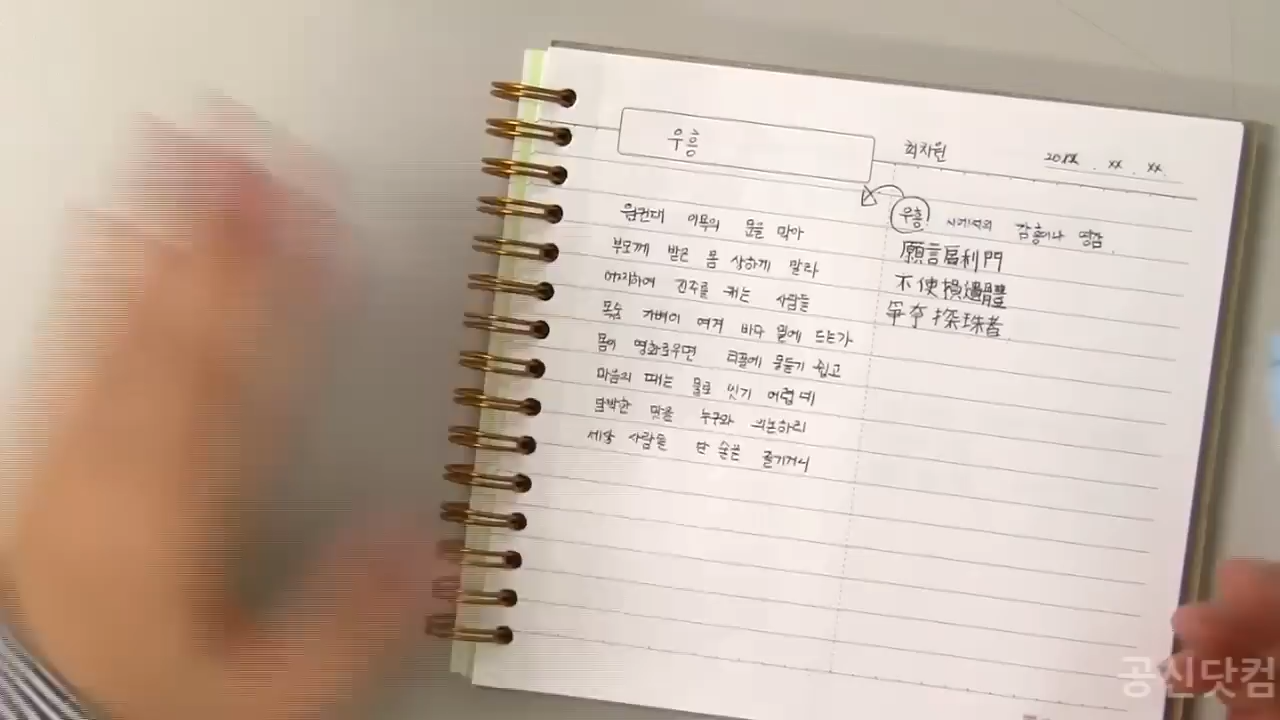 우흥
최치원
201X . XX . XX.
원컨대 이욕의 문을 막아
부모께 받은 몸 상하게 말라
어찌하여 진주를 캐는 사람들
목숨 가벼이 여겨 바다 밑에 드는가
몸이 영화로우면 티끌에 물들기 쉽고
마음의 때는 물로 씻기 어렵네
담박한 맛을 누구와 의논하리
세상 사람들 단 술을 즐기거니
우흥: 시에서의 감흥이나 영감
願言扃利門
不使損遺體
爭奈探珠者
공신닷컴